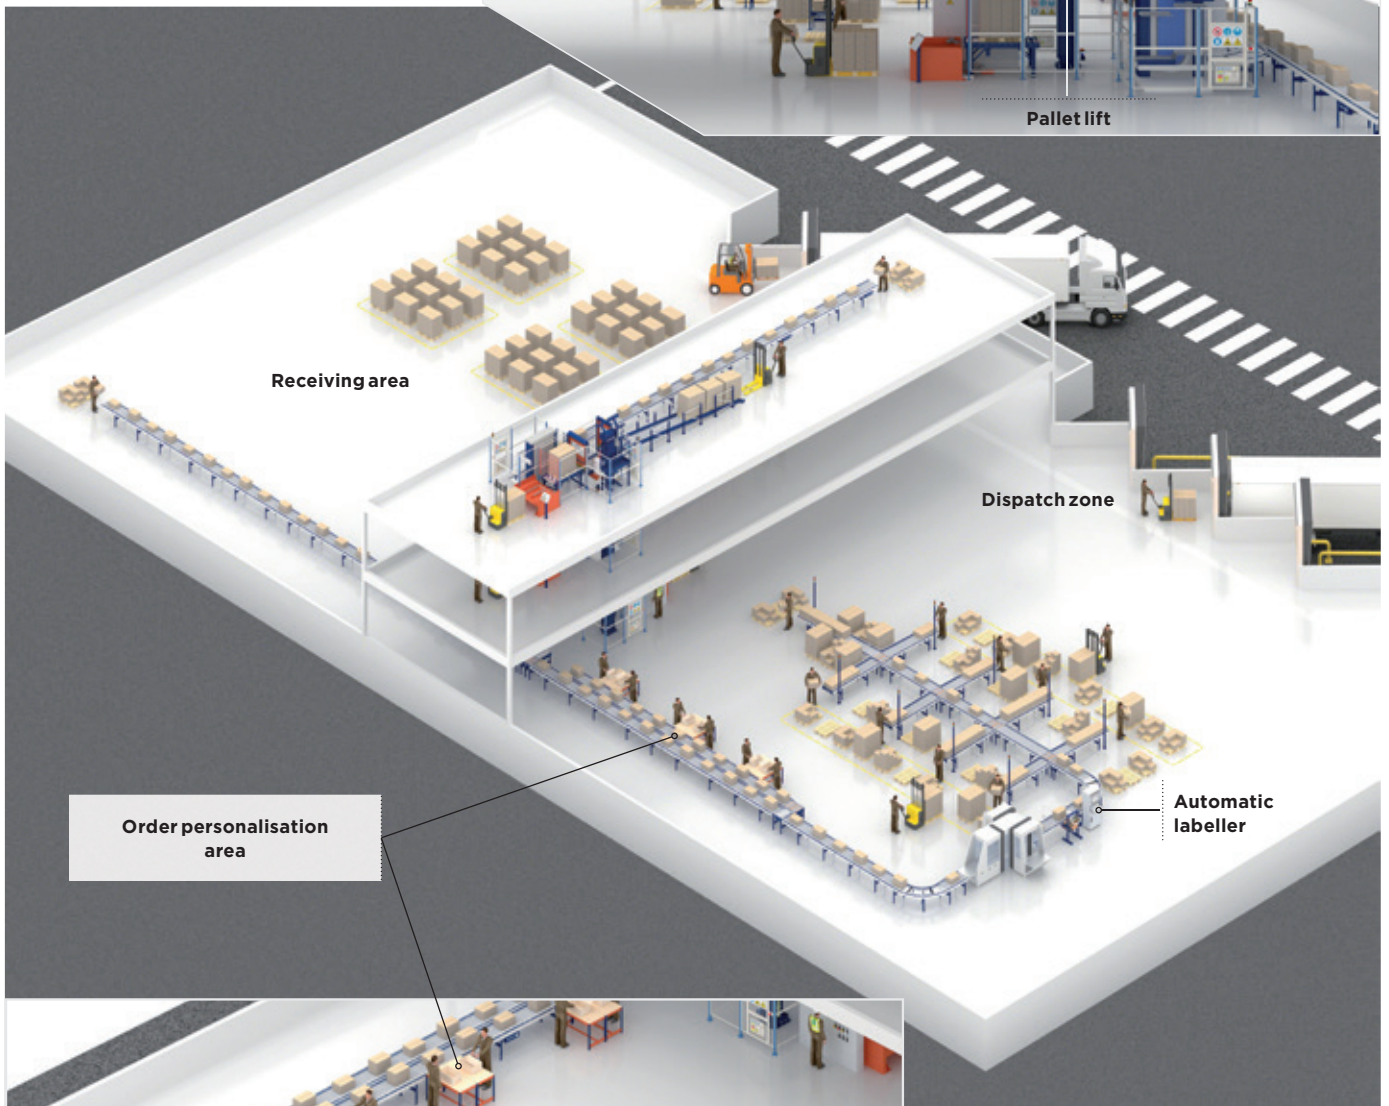 Pallet lift
Receiving area
Dispatch zone
Order personalisation
area
Automatic
labeller